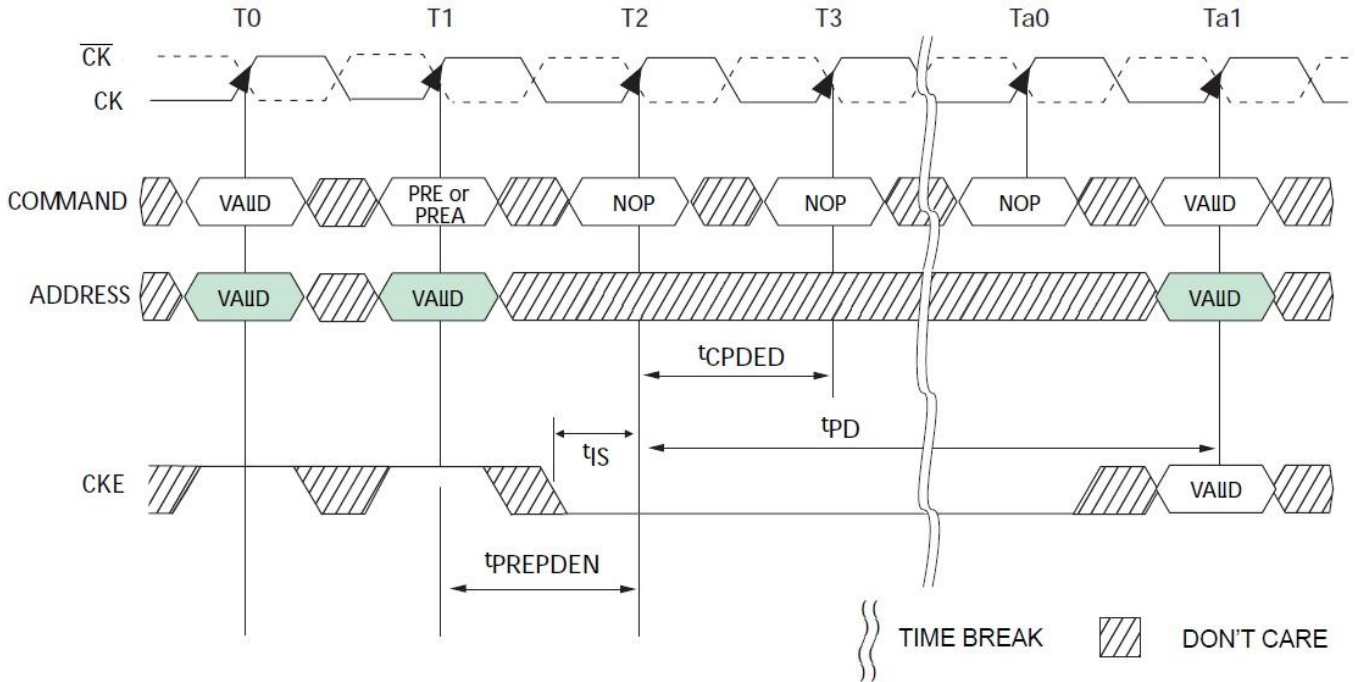 T0 T1 T2 T3 Ta0 Ta1
CK
CK
COMMAND VALID PRE or PREA NOP NOP NOP VALID
ADDRESS VALID VALID VALID
tCPDED
tIS
tPD
CKE VALID
tPREPDEN
TIME BREAK DON'T CARE